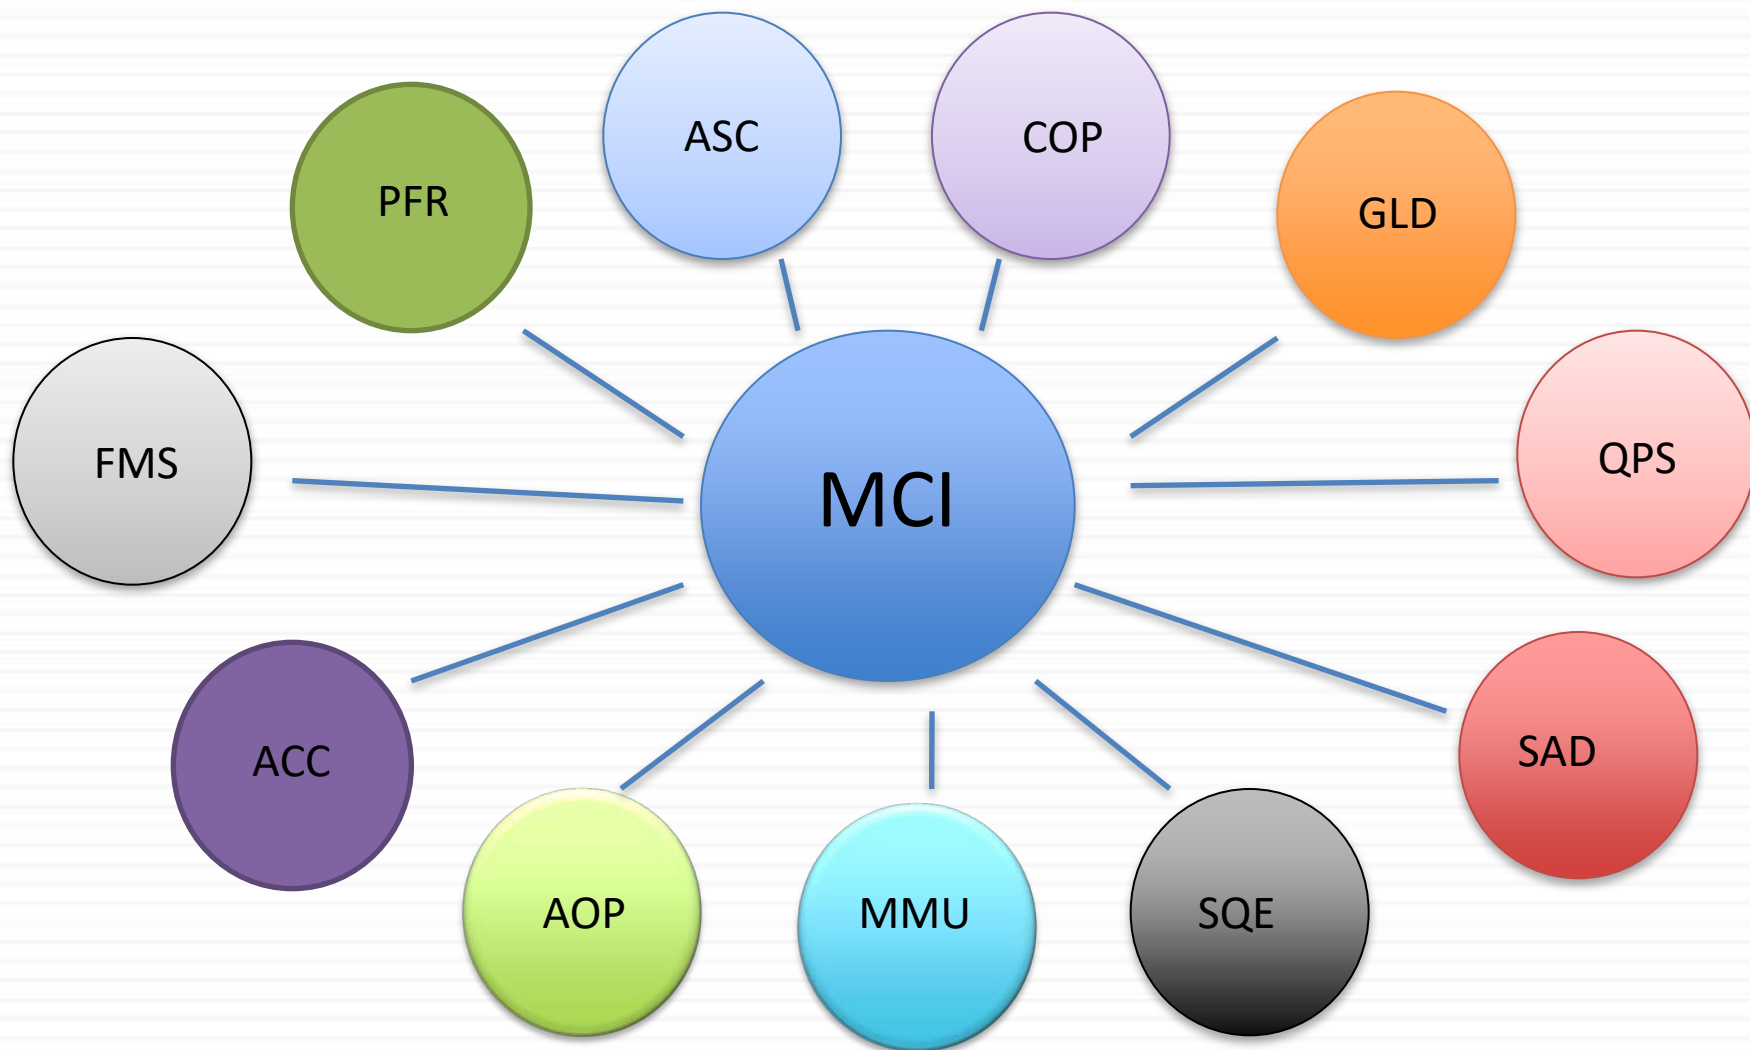 ASC
COP
PFR
GLD
FMS
MCI
QPS
ACC
SAD
AOP
MMU
SQE